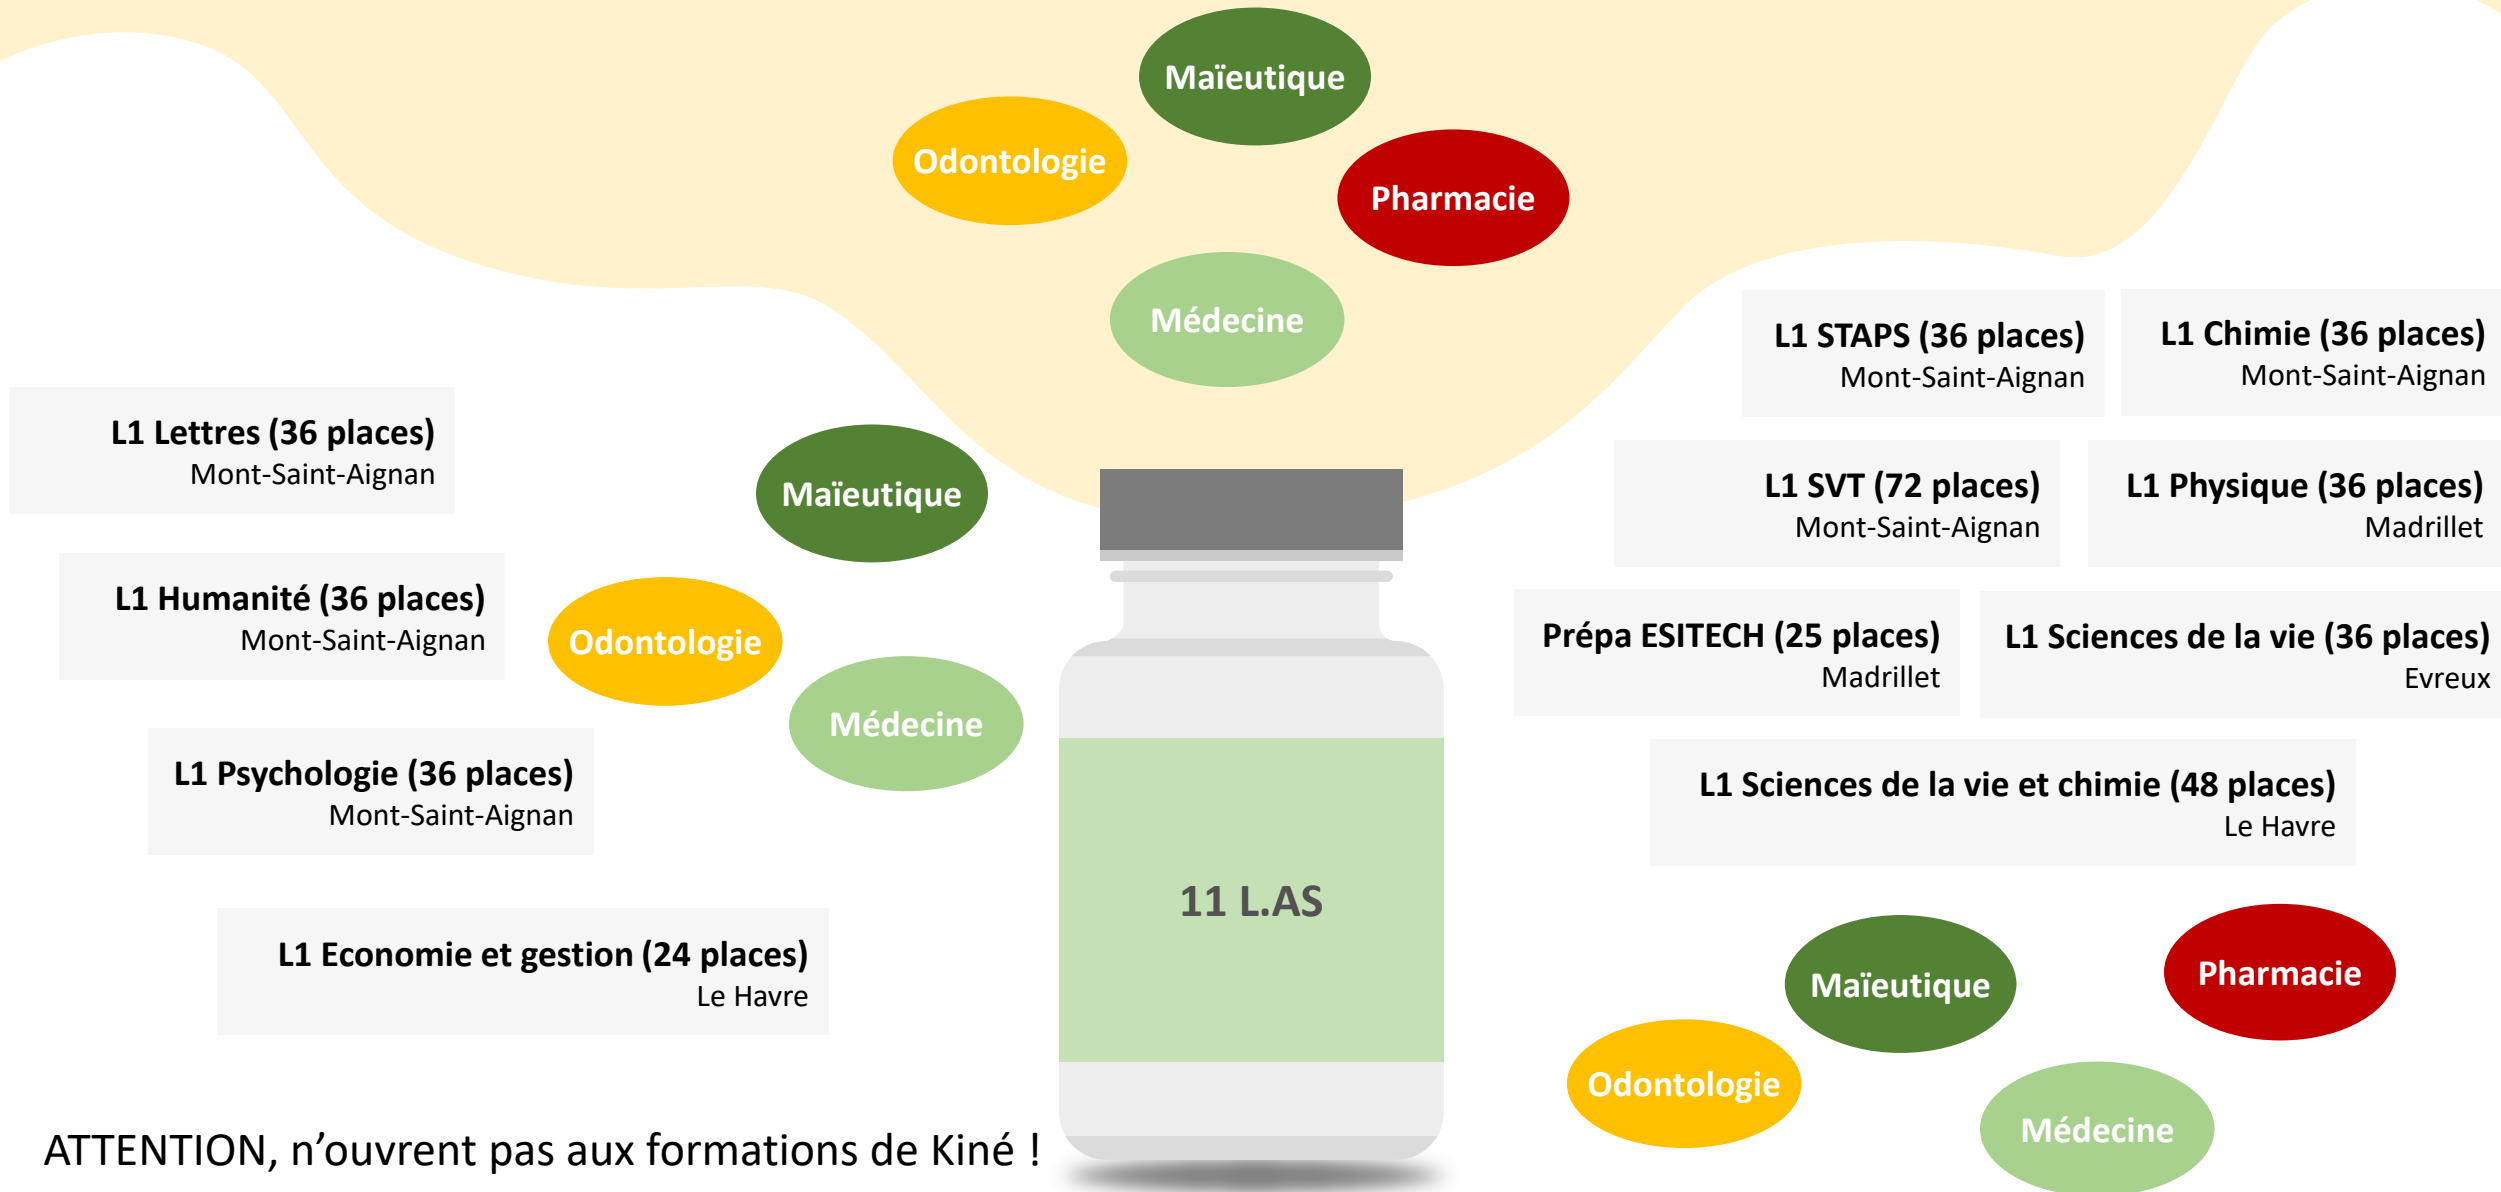 Maïeutique
Odontologie
Pharmacie
Médecine
L1 Lettres (36 places)
Mont-Saint-Aignan
L1 Humanité (36 places)
Mont-Saint-Aignan
L1 Psychologie (36 places)
Mont-Saint-Aignan
L1 Economie et gestion (24 places)
Le Havre
Maïeutique
Odontologie
Médecine
ATTENTION, n’ouvrent pas aux formations de Kiné !
11 L.AS
L1 STAPS (36 places)
Mont-Saint-Aignan
L1 Chimie (36 places)
Mont-Saint-Aignan
L1 SVT (72 places)
Mont-Saint-Aignan
L1 Physique (36 places)
Madrillet
Prépa ESITECH (25 places)
Madrillet
L1 Sciences de la vie (36 places)
Evreux
L1 Sciences de la vie et chimie (48 places)
Le Havre
Maïeutique
Pharmacie
Odontologie
Médecine